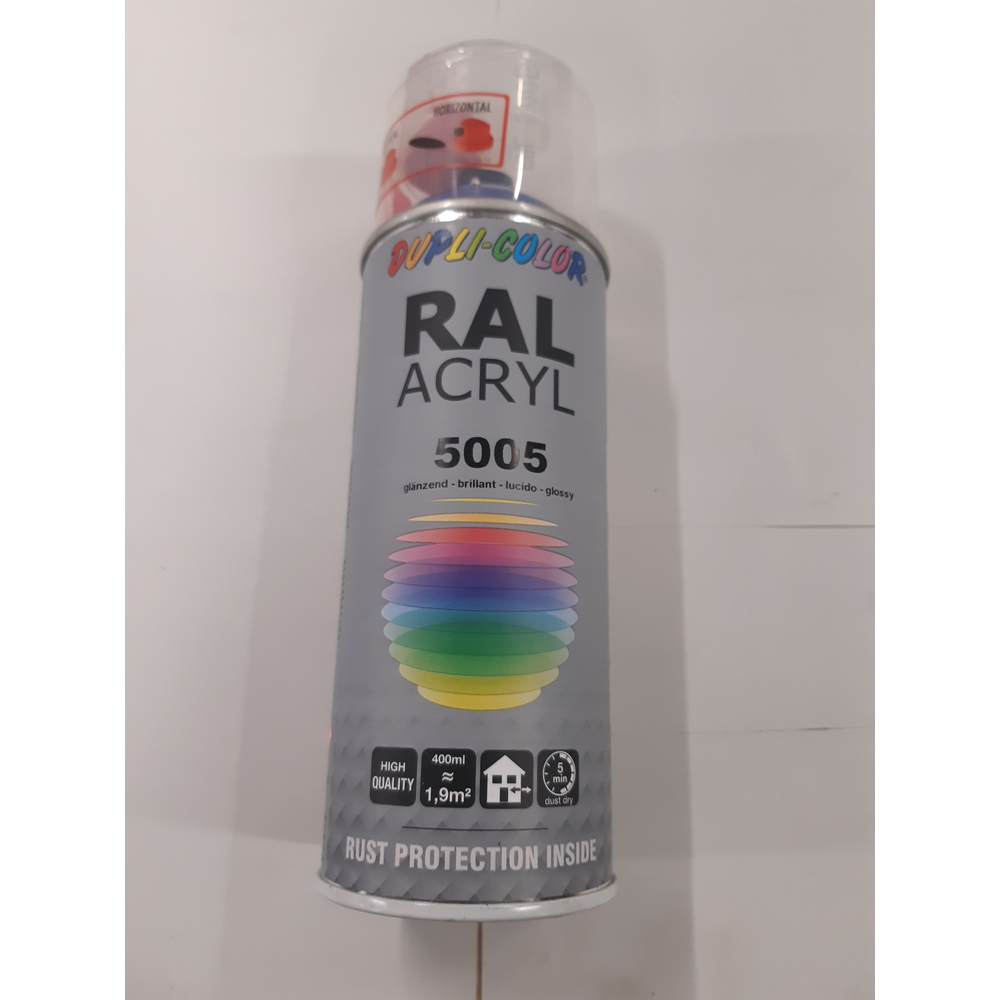 HORIZONTAL
DUPLI-COLOR
RAL
ACRYL
5005
glänzend - brillant - lucido - glossy
HIGH
QUALITY
400ml
≈
1,9m²
5
min
dust dry
RUST PROTECTION INSIDE